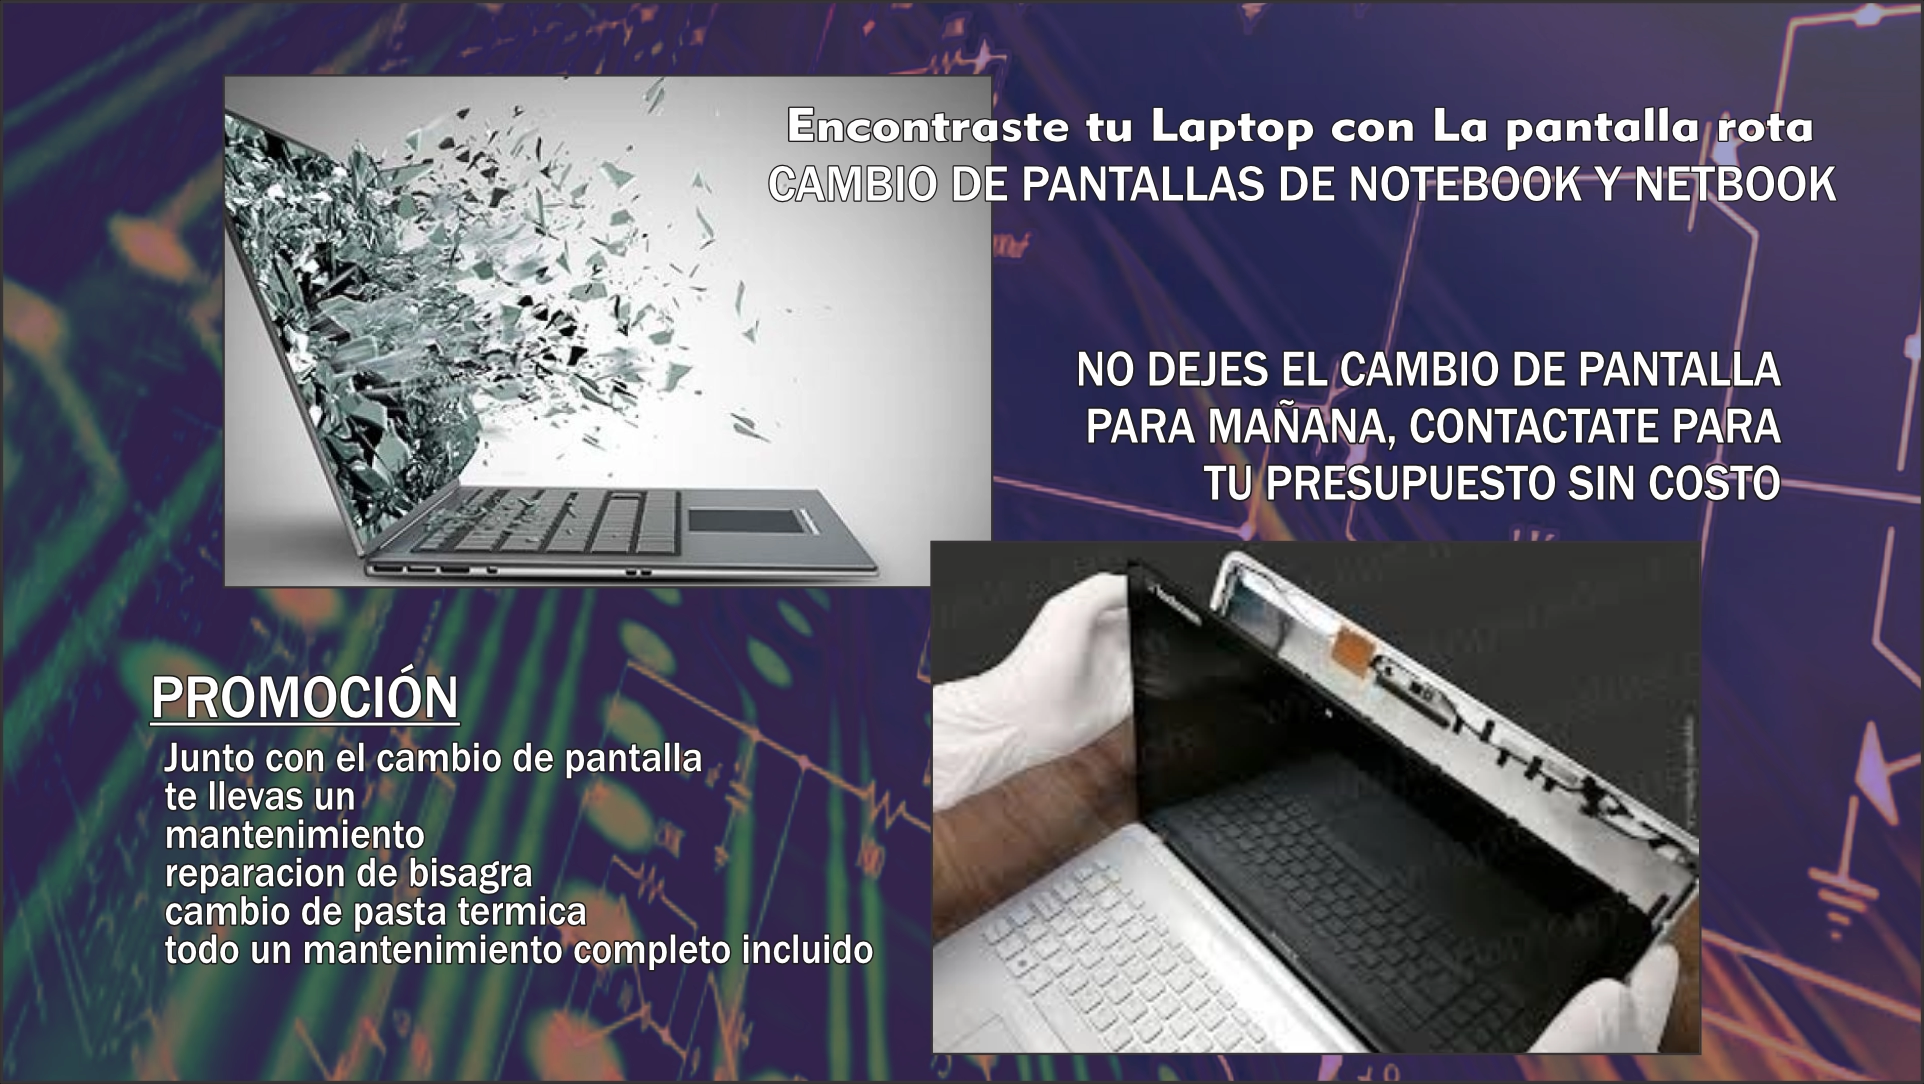 Encontraste tu Laptop con La pantalla rota
CAMBIO DE PANTALLAS DE NOTEBOOK Y NETBOOK
NO DEJES EL CAMBIO DE PANTALLA
PARA MAÑANA, CONTACTATE PARA
TU PRESUPUESTO SIN COSTO
PROMOCIÓN
Junto con el cambio de pantalla
te llevas un
mantenimiento
reparacion de bisagra
cambio de pasta termica
todo un mantenimiento completo incluido